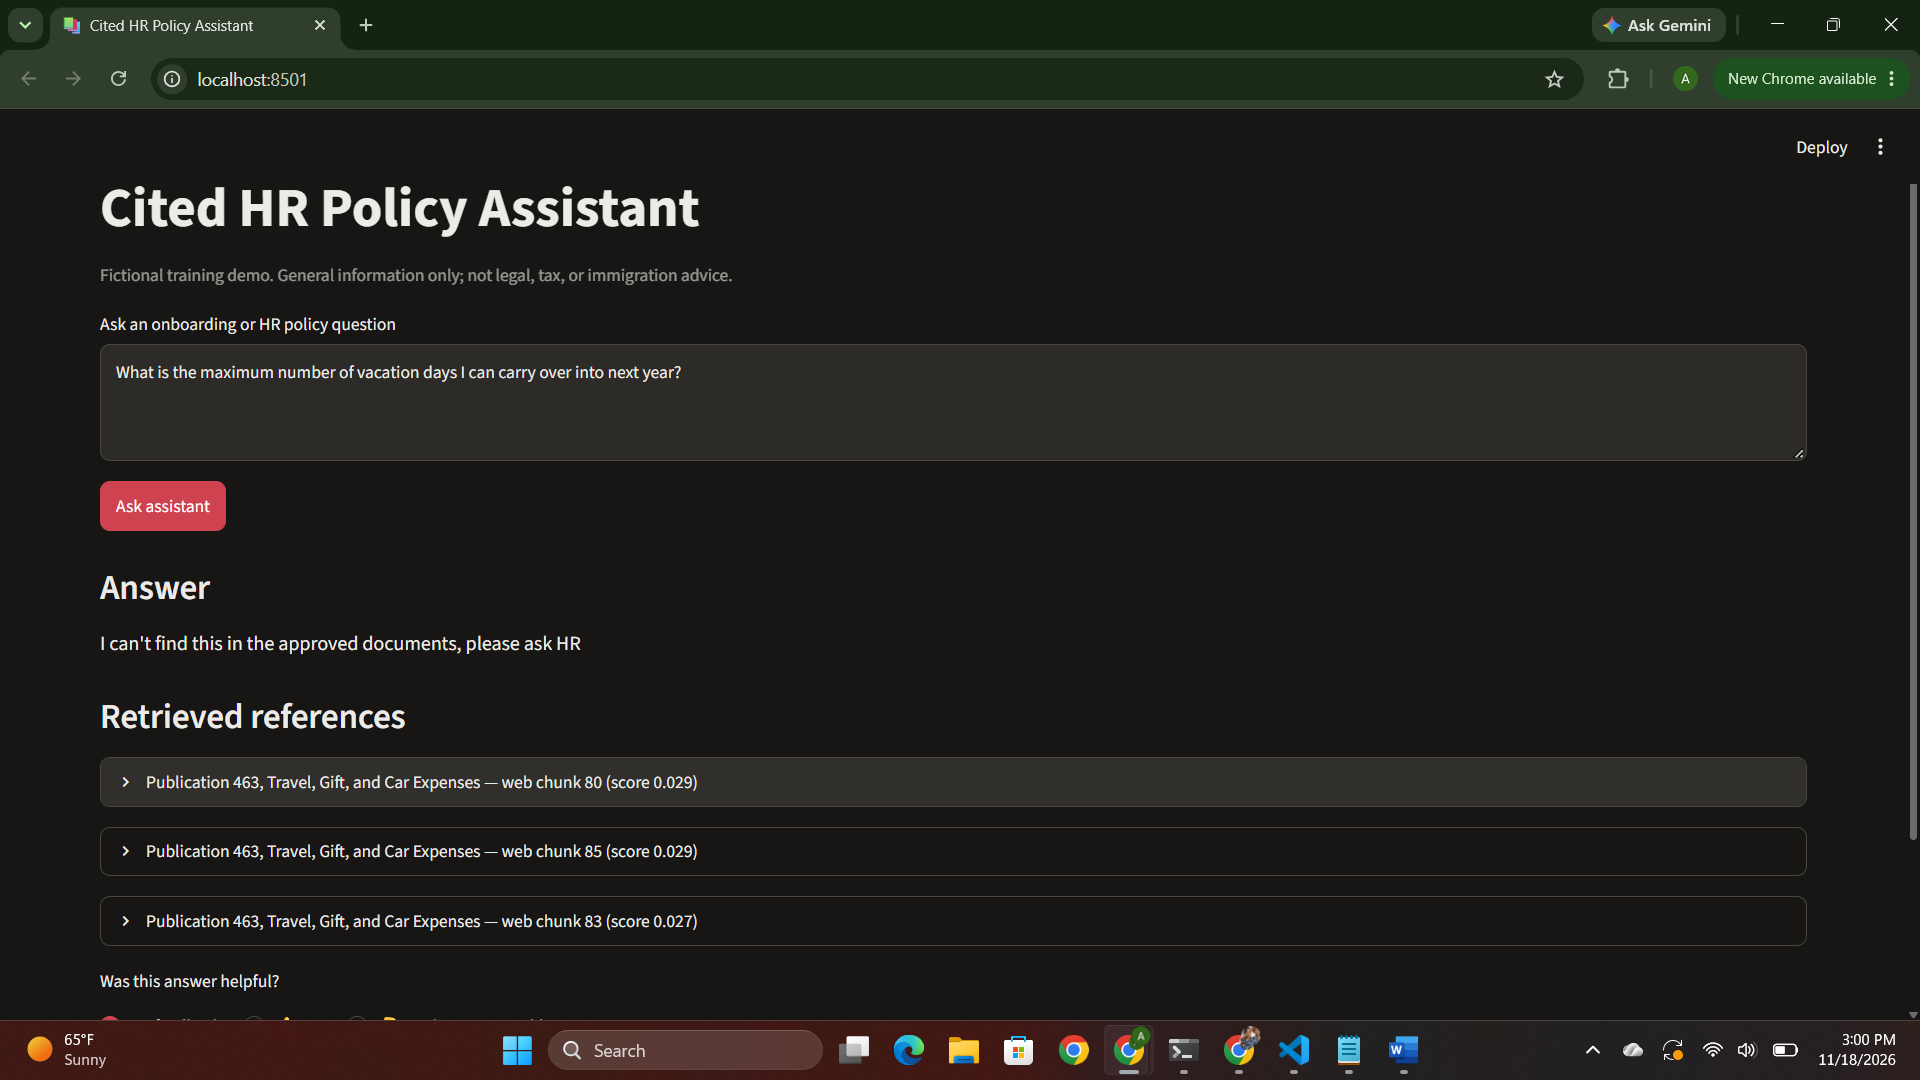 Cited HR Policy Assistant
Ask Gemini
localhost:8501
A
New Chrome available
Deploy
Cited HR Policy Assistant
Fictional training demo. General information only; not legal, tax, or immigration advice.
Ask an onboarding or HR policy question
What is the maximum number of vacation days I can carry over into next year?
Ask assistant
Answer
I can't find this in the approved documents, please ask HR
Retrieved references
Publication 463, Travel, Gift, and Car Expenses — web chunk 80 (score 0.029)
Publication 463, Travel, Gift, and Car Expenses — web chunk 85 (score 0.029)
Publication 463, Travel, Gift, and Car Expenses — web chunk 83 (score 0.027)
Was this answer helpful?
65°F
Sunny
Search
A
W
3:00 PM
11/18/2026